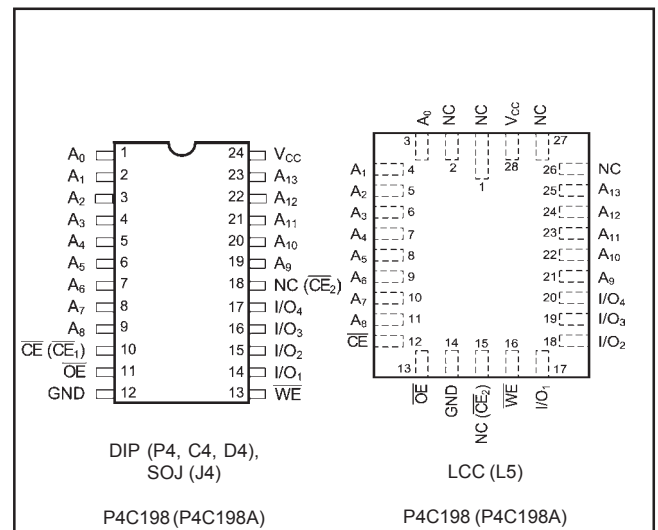 A0 1 24 VCC
A1 2 23 A13
A2 3 22 A12
A3 4 21 A11
A4 5 20 A10
A5 6 19 A9
A6 7 18 NC (CE2)
A7 8 17 I/O4
A8 9 16 I/O3
CE (CE1) 10 15 I/O2
OE 11 14 I/O1
GND 12 13 WE
DIP (P4, C4, D4),
SOJ (J4)
P4C198 (P4C198A)
A0 NC NC VCC NC
3 2 1 28 27
A1 4 26 NC
A2 5 25 A13
A3 6 24 A12
A4 7 23 A11
A5 8 22 A10
A6 9 21 A9
A7 10 20 I/O4
A8 11 19 I/O3
CE 12 18 I/O2
13 14 15 16 17
OE GND NC (CE2) WE I/O1
LCC (L5)
P4C198 (P4C198A)